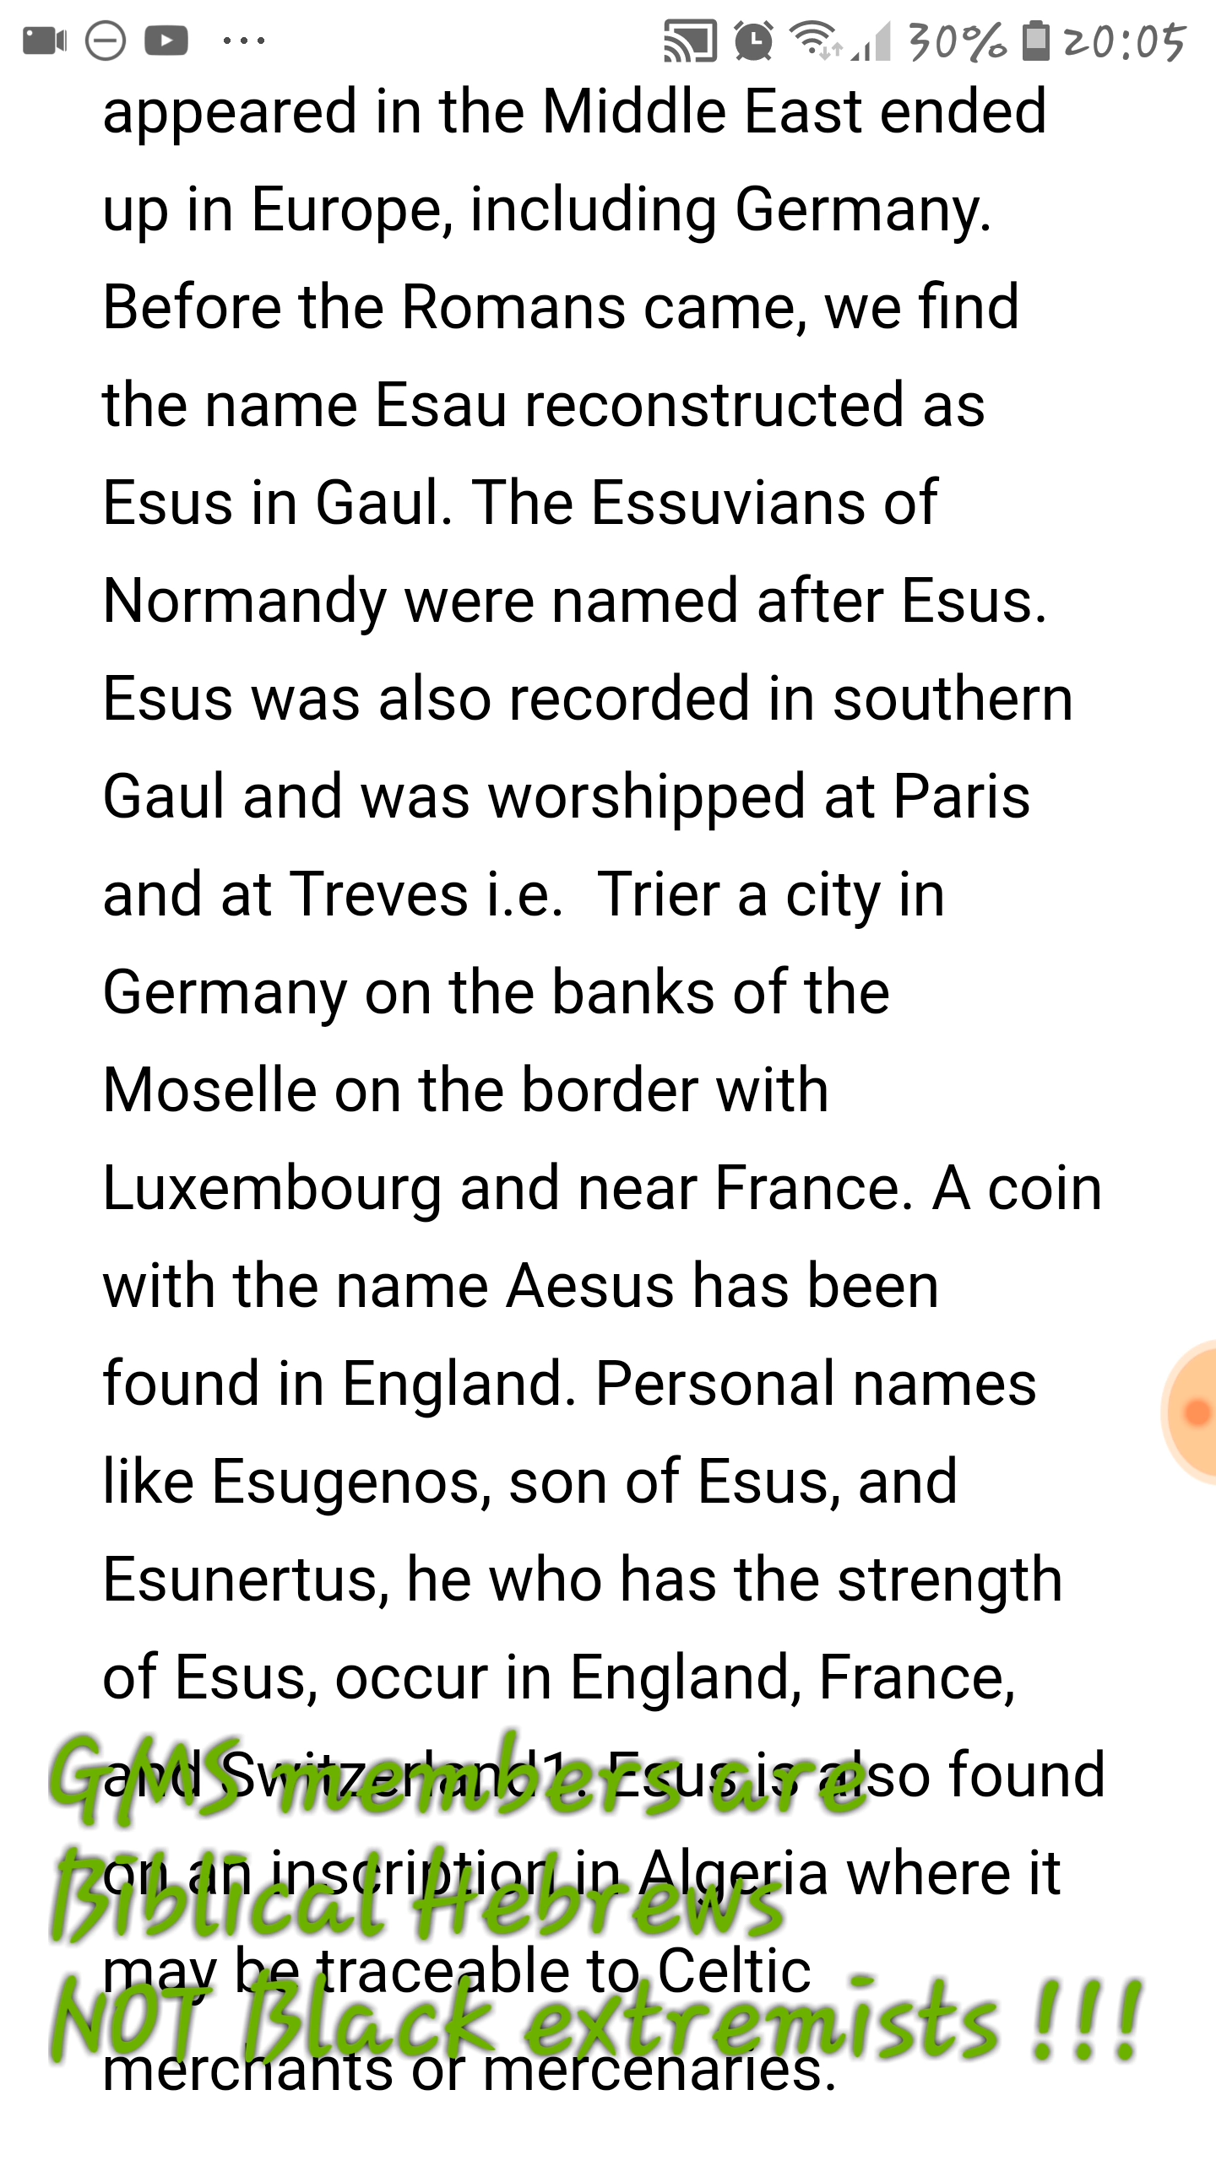 30% 20:05
appeared in the Middle East ended
up in Europe, including Germany.
Before the Romans came, we find
the name Esau reconstructed as
Esus in Gaul. The Essuvians of
Normandy were named after Esus.
Esus was also recorded in southern
Gaul and was worshipped at Paris
and at Treves i.e.  Trier a city in
Germany on the banks of the
Moselle on the border with
Luxembourg and near France. A coin
with the name Aesus has been
found in England. Personal names
like Esugenos, son of Esus, and
Esunertus, he who has the strength
of Esus, occur in England, France,
and Switzerland1. Esus is also found
on an inscription in Algeria where it
may be traceable to Celtic
merchants or mercenaries.
GMS members are
Biblical Hebrews
NOT Black extremists !!!